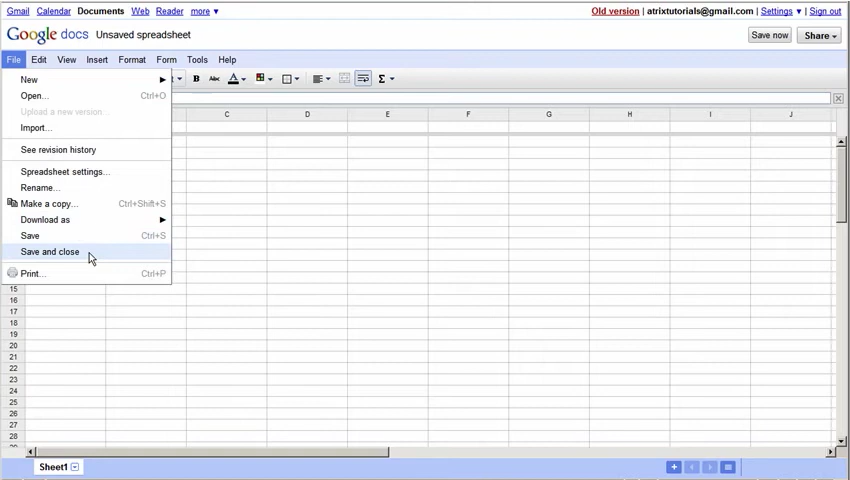 Gmail Calendar Documents Web Reader more ▼ Old version | atrixtutorials@gmail.com | Settings ▼ | Sign out
Google docs Unsaved spreadsheet Save now Share
File Edit View Insert Format Form Tools Help
B Abc A Σ
New
Open... Ctrl+O
Upload a new version...
Import...
See revision history
Spreadsheet settings...
Rename...
Make a copy... Ctrl+Shift+S
Download as
Save Ctrl+S
Save and close
Print... Ctrl+P
C D E F G H I J
15
16
17
18
19
20
21
22
23
24
25
26
27
28
Sheet1